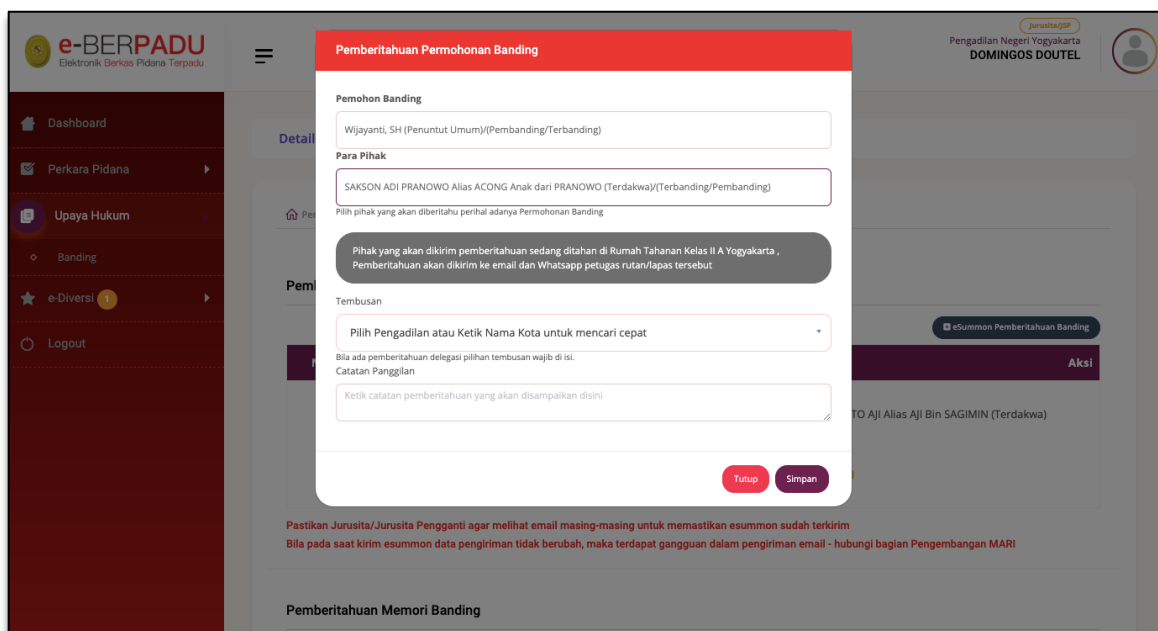 e-BERPADU
Elektronik Berkas Pidana Terpadu
Jurusita/JSP
Pengadilan Negeri Yogyakarta
DOMINGOS DOUTEL
Dashboard
Perkara Pidana
Upaya Hukum
Banding
e-Diversi 1
Logout
Detail
Pemberitahuan Permohonan Banding
Pemohon Banding
Wijayanti, SH (Penuntut Umum)/(Pembanding/Terbanding)
Para Pihak
SAKSON ADI PRANOWO Alias ACONG Anak dari PRANOWO (Terdakwa)/(Terbanding/Pembanding)
Pilih pihak yang akan diberitahu perihal adanya Permohonan Banding
Pihak yang akan dikirim pemberitahuan sedang ditahan di Rumah Tahanan Kelas II A Yogyakarta ,
Pemberitahuan akan dikirim ke email dan Whatsapp petugas rutan/lapas tersebut
Tembusan
Pilih Pengadilan atau Ketik Nama Kota untuk mencari cepat
Bila ada pemberitahuan delegasi pilihan tembusan wajib di isi.
Catatan Panggilan
Ketik catatan pemberitahuan yang akan disampaikan disini
Tutup Simpan
eSummon Pemberitahuan Banding
Aksi
TO AJI Alias AJI Bin SAGIMIN (Terdakwa)
Pastikan Jurusita/Jurusita Pengganti agar melihat email masing-masing untuk memastikan esummon sudah terkirim
Bila pada saat kirim esummon data pengiriman tidak berubah, maka terdapat gangguan dalam pengiriman email - hubungi bagian Pengembangan MARI
Pemberitahuan Memori Banding